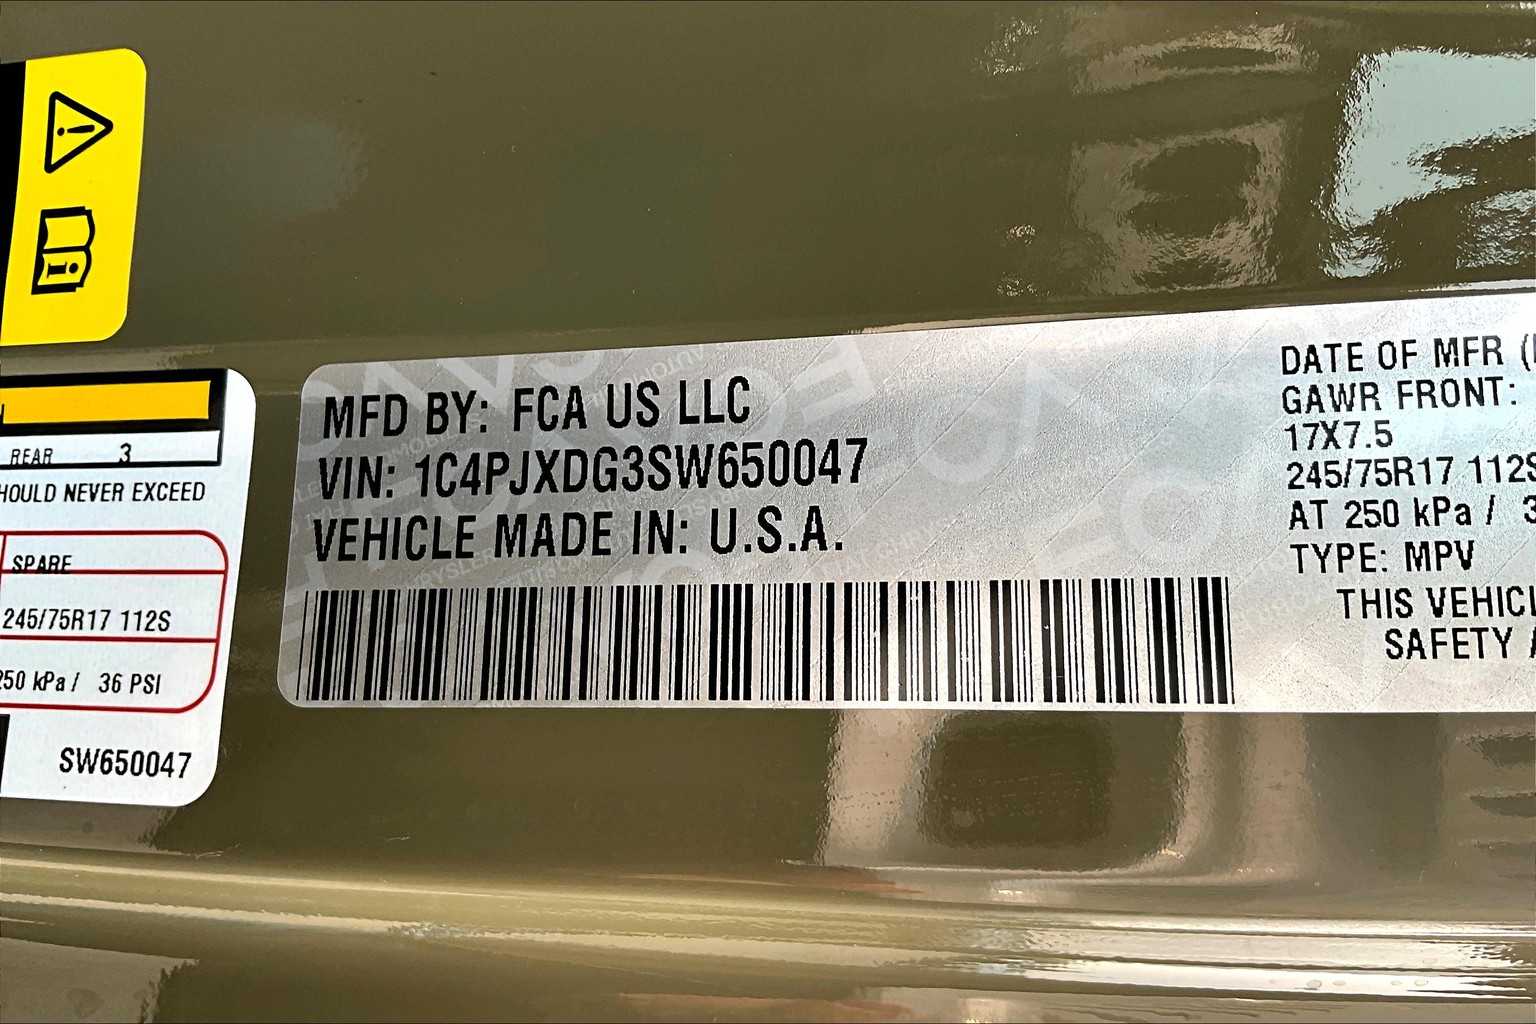 REAR 3
HOULD NEVER EXCEED
SPARE
245/75R17 112S
250 kPa / 36 PSI
SW650047
MFD BY: FCA US LLC
VIN: 1C4PJXDG3SW650047
VEHICLE MADE IN: U.S.A.
DATE OF MFR (
GAWR FRONT:
17X7.5
245/75R17 112S
AT 250 kPa / 3
TYPE: MPV
THIS VEHIC
SAFETY